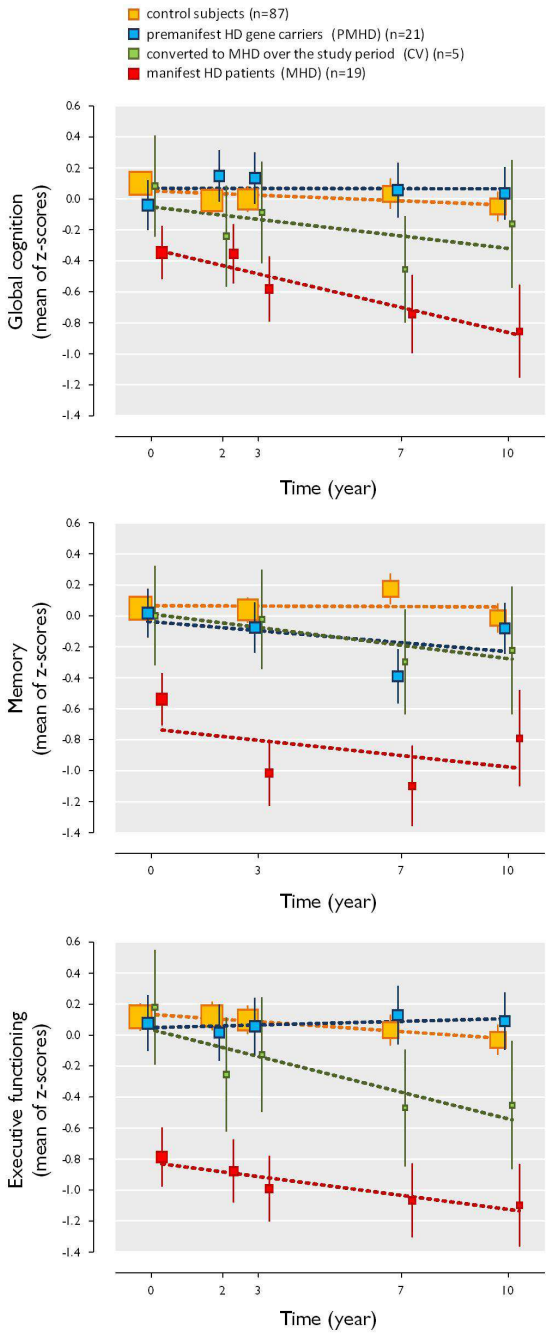 control subjects (n=87)
premanifest HD gene carriers (PMHD) (n=21)
converted to MHD over the study period (CV) (n=5)
manifest HD patients (MHD) (n=19)
Global cognition
(mean of z-scores)
0.6
0.4
0.2
0.0
-0.2
-0.4
-0.6
-0.8
-1.0
-1.2
-1.4
0 2 3 7 10
Time (year)
Memory
(mean of z-scores)
0.6
0.4
0.2
0.0
-0.2
-0.4
-0.6
-0.8
-1.0
-1.2
-1.4
0 3 7 10
Time (year)
Executive functioning
(mean of z-scores)
0.6
0.4
0.2
0.0
-0.2
-0.4
-0.6
-0.8
-1.0
-1.2
-1.4
0 2 3 7 10
Time (year)